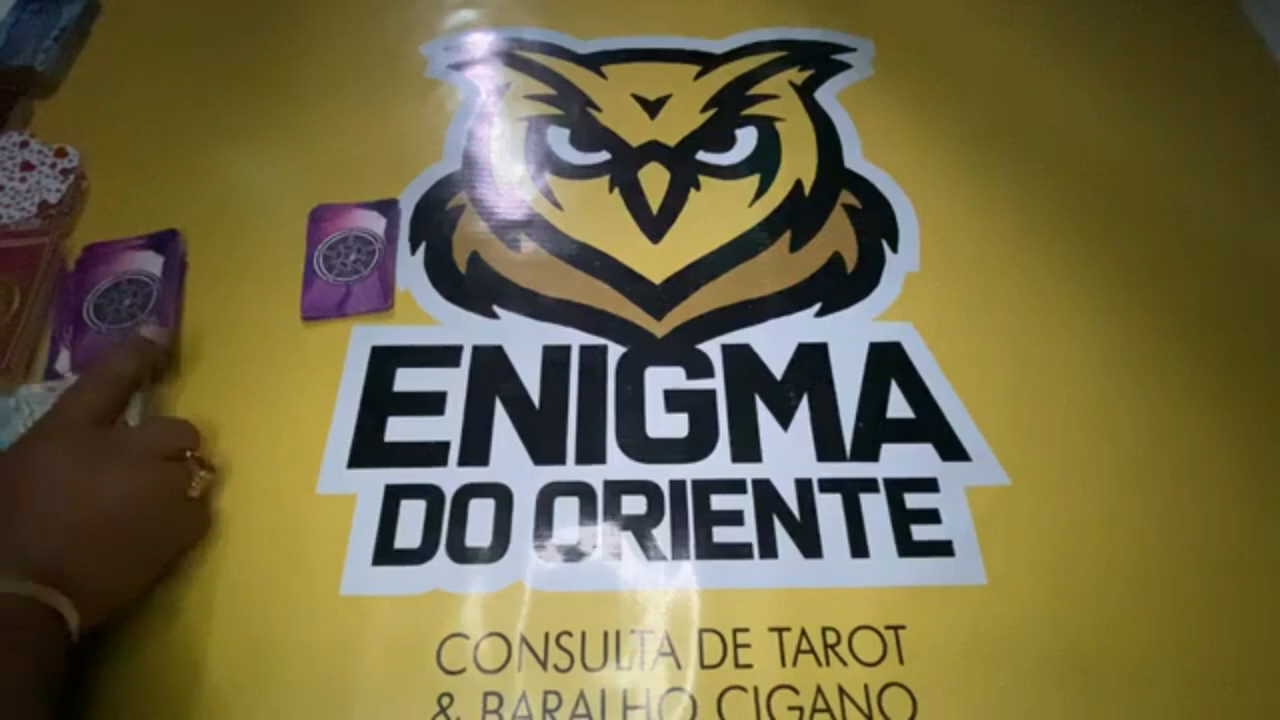 ENIGMA
DO ORIENTE
CONSULTA DE TAROT
& BARALHO CIGANO